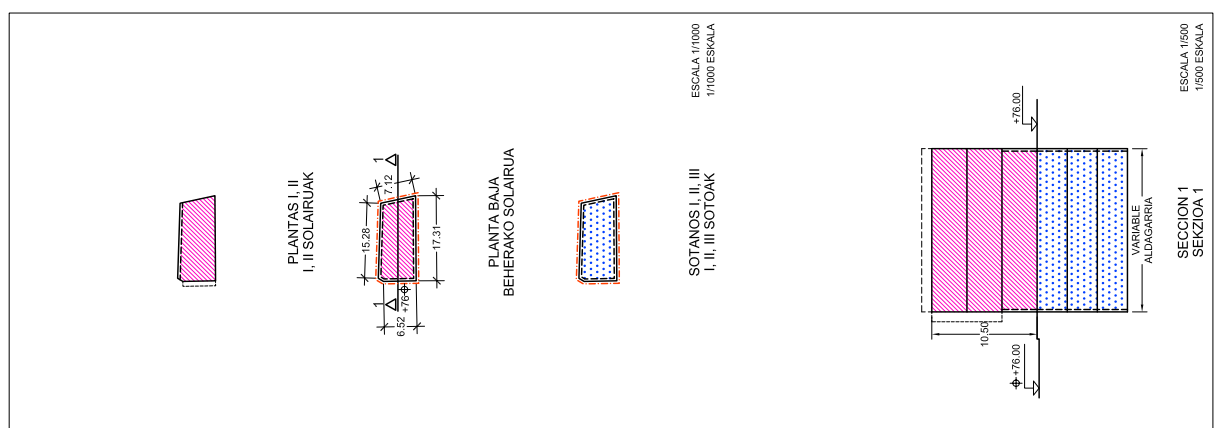 PLANTAS I, II
I, II SOLAIRUAK
1
1
7.12
15.28
17.31
6.52
+76
PLANTA BAJA
BEHERAKO SOLAIRUA
SOTANOS I, II, III
I, II, III SOTOAK
ESCALA 1/1000
1/1000 ESKALA
+76.00
10.50
+76.00
VARIABLE
ALDAGARRIA
SECCION 1
SEKZIOA 1
ESCALA 1/500
1/500 ESKALA